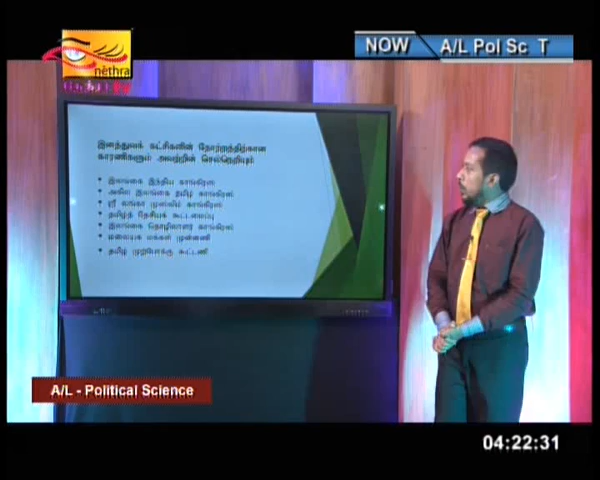 NOW
A/L Pol Sc T
nethra
இனத்துவக் கட்சிகளின் தோற்றத்திற்கான
காரணிகளும் அவற்றின் செல்நெறியும்
• இலங்கை இந்திய காங்கிரஸ்
• அகில இலங்கை தமிழ் காங்கிரஸ்
• ஸ்ரீ லங்கா முஸ்லிம் காங்கிரஸ்
• தமிழ்த் தேசியக் கூட்டமைப்பு
• இலங்கை தொழிலாளர் காங்கிரஸ்
• மலையக மக்கள் முன்னணி
• தமிழ் முற்போக்கு கூட்டணி
A/L - Political Science
04:22:31